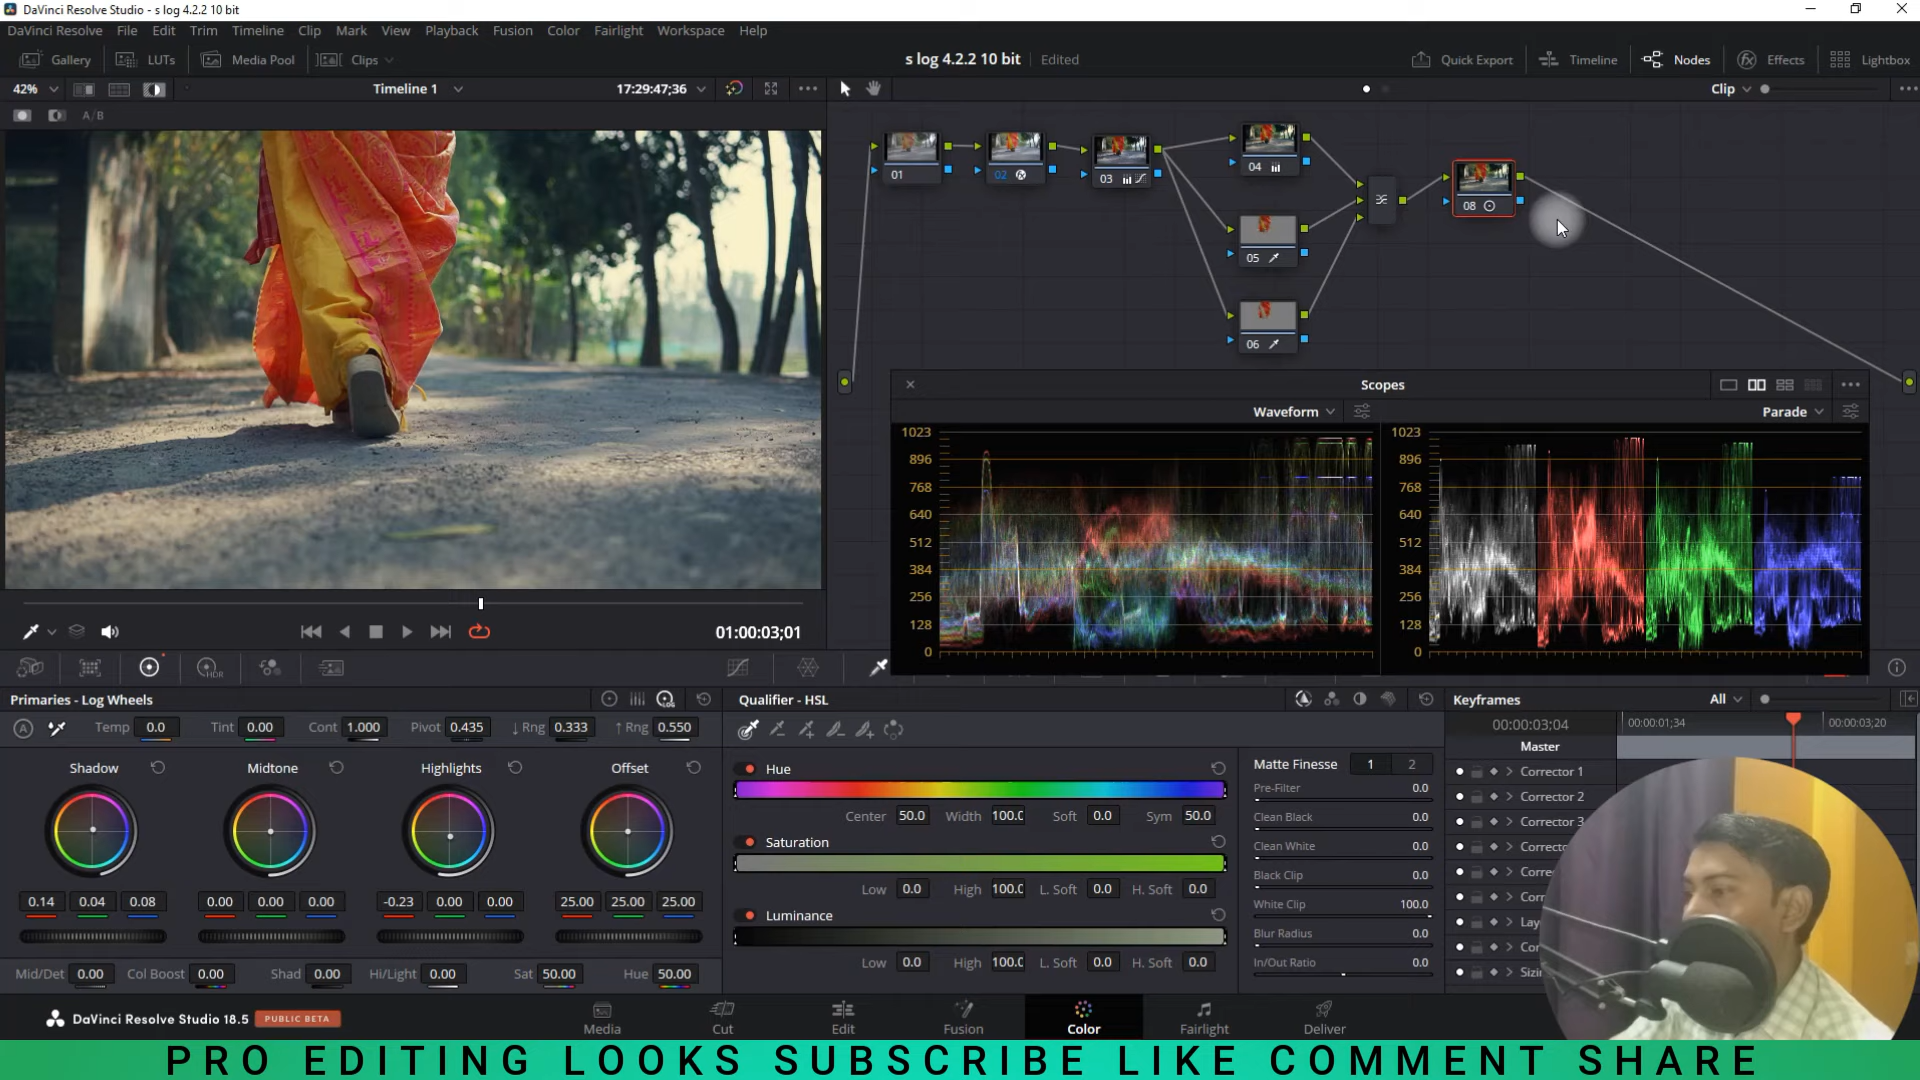 DaVinci Resolve Studio - s log 4.2.2 10 bit
DaVinci Resolve File Edit Trim Timeline Clip Mark View Playback Fusion Color Fairlight Workspace Help
Gallery LUTs Media Pool Clips s log 4.2.2 10 bit Edited Quick Export Timeline Nodes Effects Lightbox
42% Timeline 1 17:29:47;36 Clip
A/B
01 02 03 04
05
06
08
Scopes
Waveform Parade
1023 1023
896 896
768 768
640 640
512 512
384 384
256 256
128 128
0 0
01:00:03;01
HDR
Primaries - Log Wheels
Temp 0.0 Tint 0.00 Cont 1.000 Pivot 0.435 ↓ Rng 0.333 ↑ Rng 0.550
Shadow Midtone Highlights Offset
0.14 0.04 0.08 0.00 0.00 0.00 -0.23 0.00 0.00 25.00 25.00 25.00
Mid/Det 0.00 Col Boost 0.00 Shad 0.00 Hi/Light 0.00 Sat 50.00 Hue 50.00
Qualifier - HSL
Hue
Center 50.0 Width 100.0 Soft 0.0 Sym 50.0
Saturation
Low 0.0 High 100.0 L. Soft 0.0 H. Soft 0.0
Luminance
Low 0.0 High 100.0 L. Soft 0.0 H. Soft 0.0
Matte Finesse 1 2
Pre-Filter 0.0
Clean Black 0.0
Clean White 0.0
Black Clip 0.0
White Clip 100.0
Blur Radius 0.0
In/Out Ratio 0.0
Keyframes All
00:00:03;04 00:00:01;34 00:00:03;20
Master
Corrector 1
Corrector 2
Corrector 3
Correcto
Corre
Corr
Lay
Cor
Sizi
DaVinci Resolve Studio 18.5 PUBLIC BETA
Media Cut Edit Fusion Color Fairlight Deliver
PRO EDITING LOOKS SUBSCRIBE LIKE COMMENT SHARE